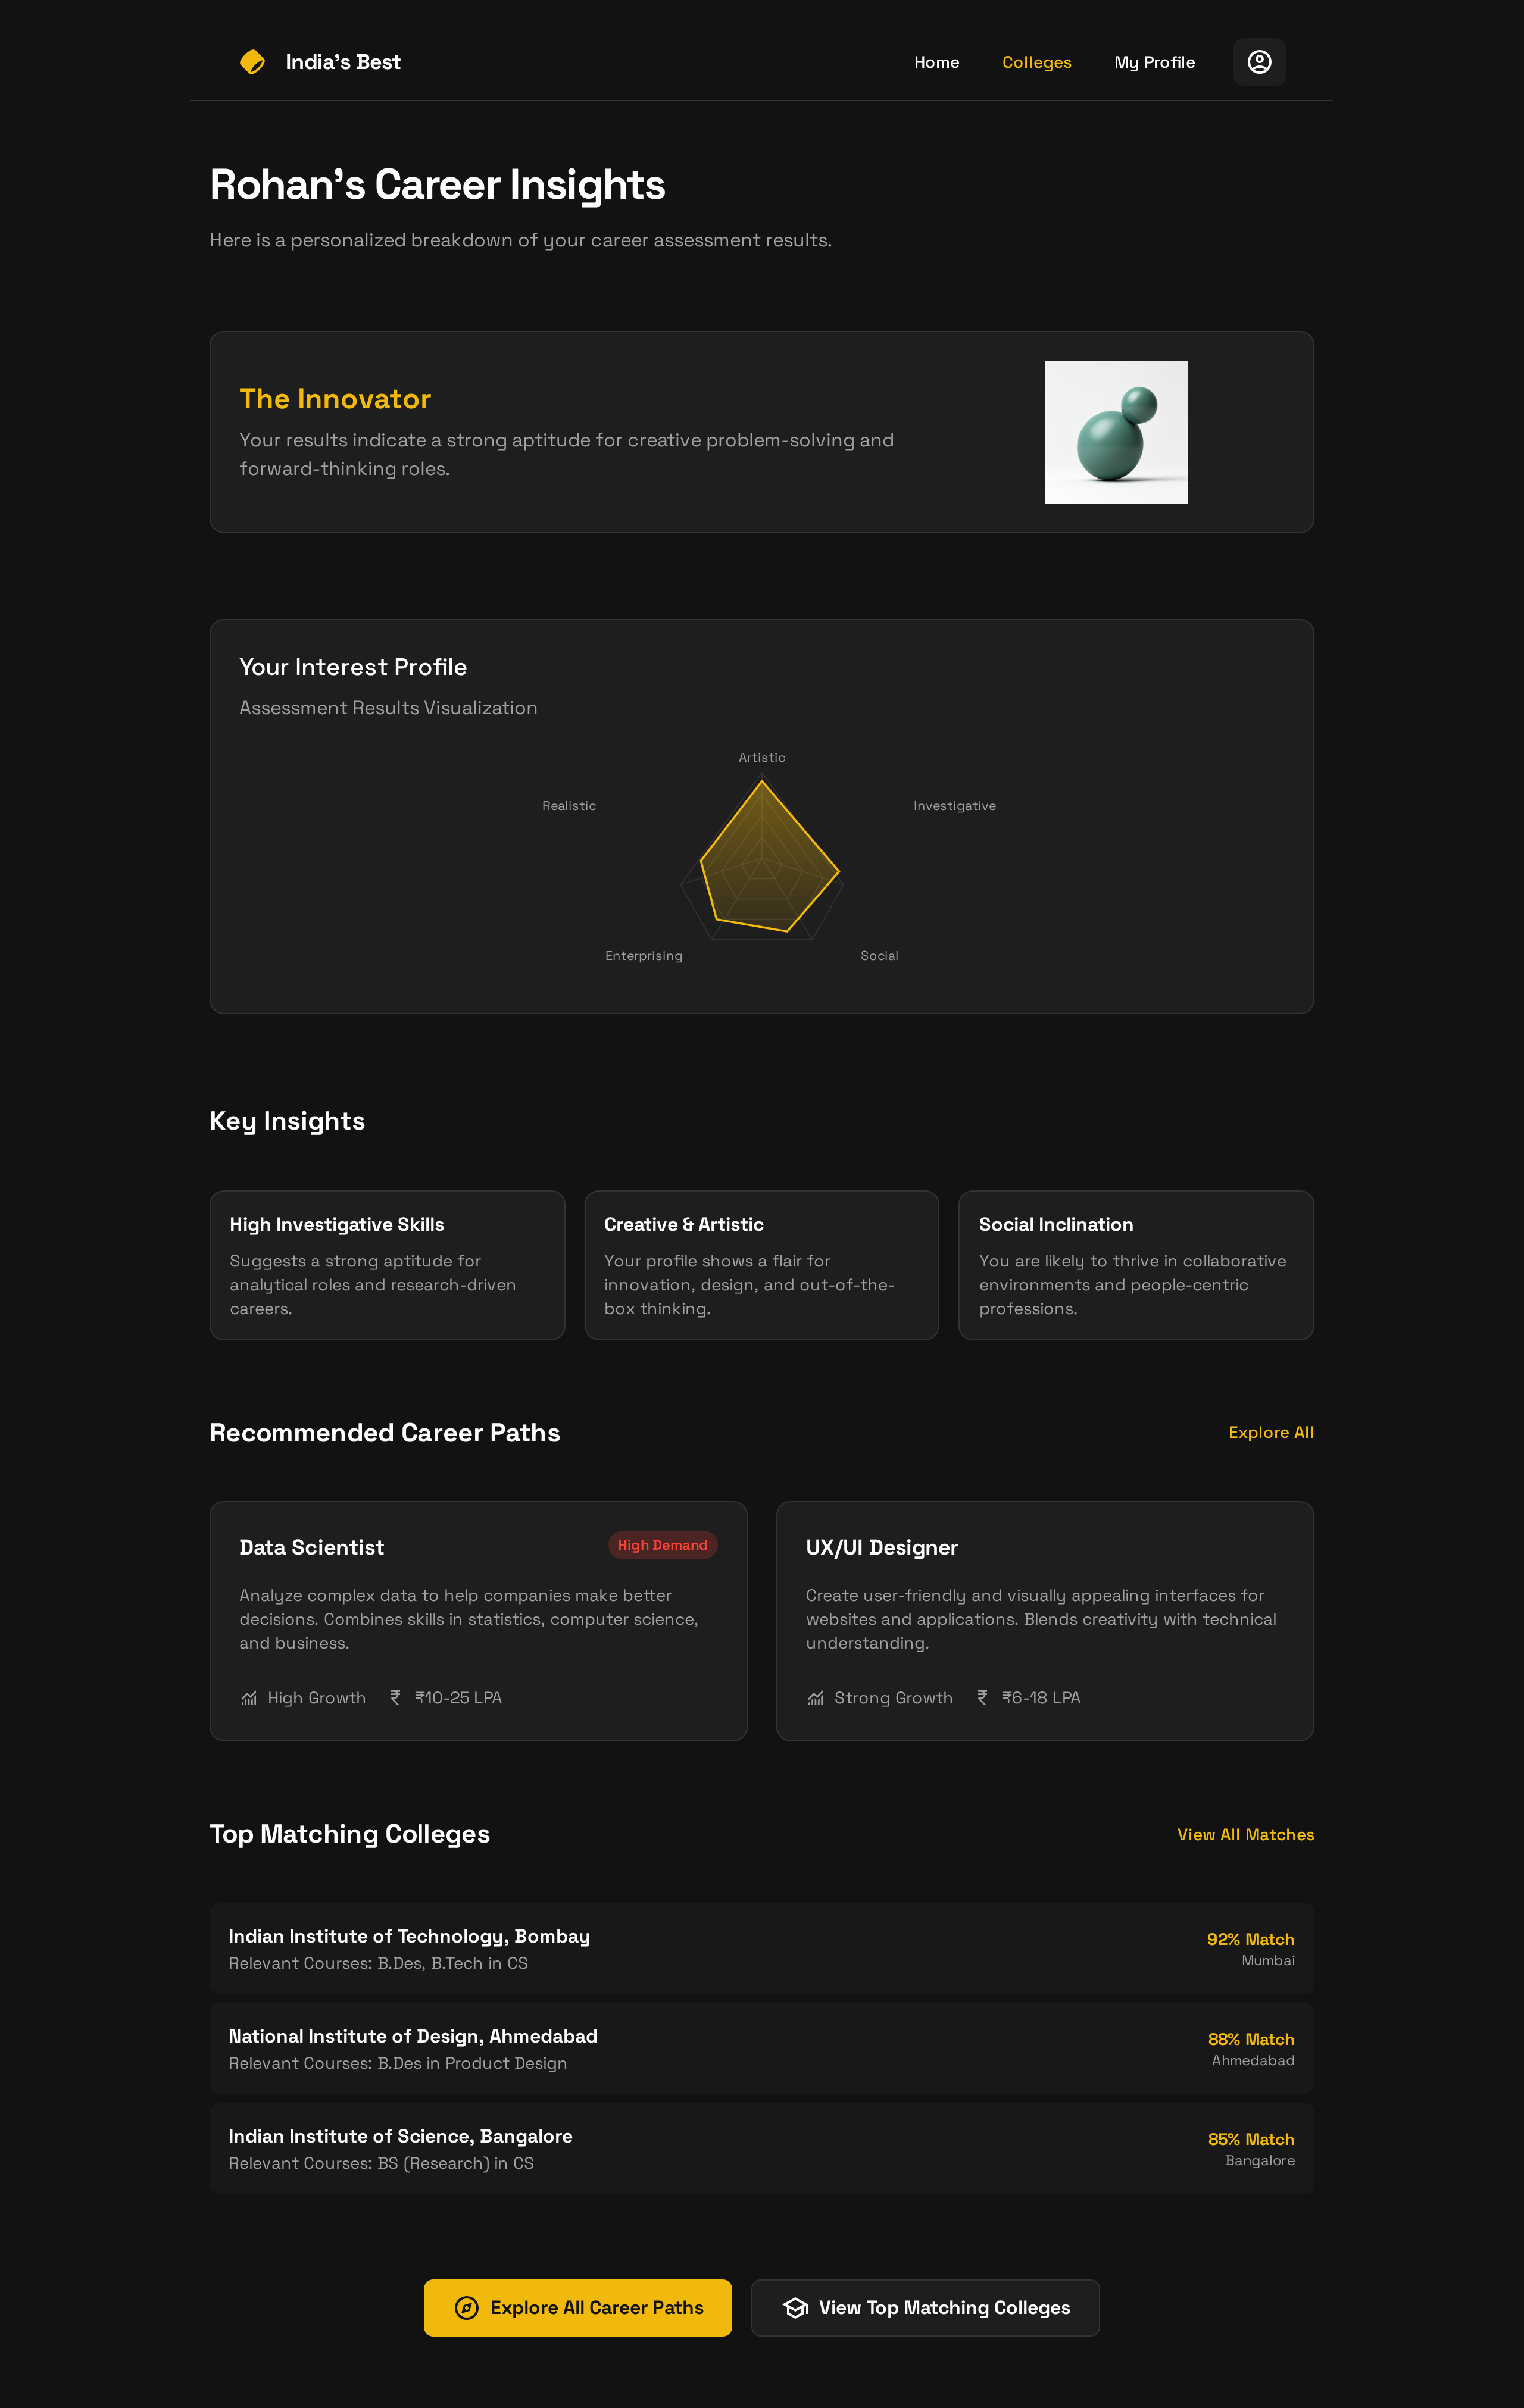 India's Best
Home
Colleges
My Profile
Rohan's Career Insights
Here is a personalized breakdown of your career assessment results.
The Innovator
Your results indicate a strong aptitude for creative problem-solving and
forward-thinking roles.
Your Interest Profile
Assessment Results Visualization
Artistic
Realistic
Investigative
Enterprising
Social
Key Insights
High Investigative Skills
Suggests a strong aptitude for
analytical roles and research-driven
careers.
Creative & Artistic
Your profile shows a flair for
innovation, design, and out-of-the-
box thinking.
Social Inclination
You are likely to thrive in collaborative
environments and people-centric
professions.
Recommended Career Paths
Explore All
Data Scientist
High Demand
Analyze complex data to help companies make better
decisions. Combines skills in statistics, computer science,
and business.
High Growth
₹ ₹10-25 LPA
UX/UI Designer
Create user-friendly and visually appealing interfaces for
websites and applications. Blends creativity with technical
understanding.
Strong Growth
₹ ₹6-18 LPA
Top Matching Colleges
View All Matches
Indian Institute of Technology, Bombay
Relevant Courses: B.Des, B.Tech in CS
92% Match
Mumbai
National Institute of Design, Ahmedabad
Relevant Courses: B.Des in Product Design
88% Match
Ahmedabad
Indian Institute of Science, Bangalore
Relevant Courses: BS (Research) in CS
85% Match
Bangalore
Explore All Career Paths
View Top Matching Colleges